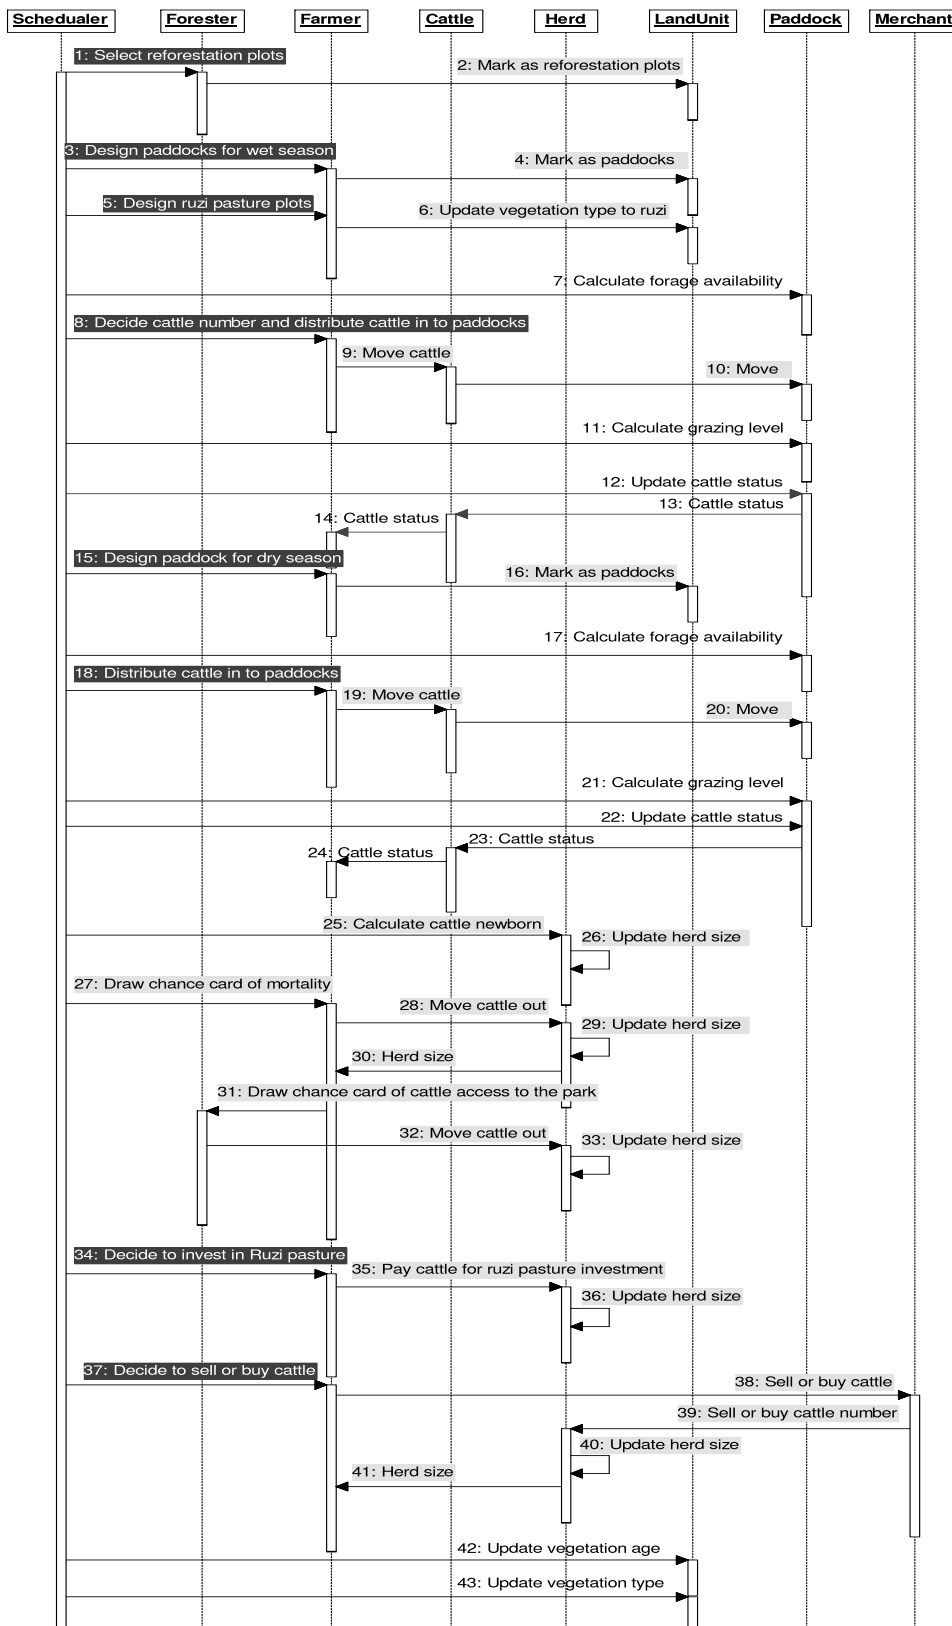 Schedualer Forester Farmer Cattle Herd LandUnit Paddock Merchant
1: Select reforestation plots
2: Mark as reforestation plots
3: Design paddocks for wet season
4: Mark as paddocks
5: Design ruzi pasture plots
6: Update vegetation type to ruzi
7: Calculate forage availability
8: Decide cattle number and distribute cattle in to paddocks
9: Move cattle
10: Move
11: Calculate grazing level
12: Update cattle status
13: Cattle status
14: Cattle status
15: Design paddock for dry season
16: Mark as paddocks
17: Calculate forage availability
18: Distribute cattle in to paddocks
19: Move cattle
20: Move
21: Calculate grazing level
22: Update cattle status
23: Cattle status
24: Cattle status
25: Calculate cattle newborn
26: Update herd size
27: Draw chance card of mortality
28: Move cattle out
29: Update herd size
30: Herd size
31: Draw chance card of cattle access to the park
32: Move cattle out
33: Update herd size
34: Decide to invest in Ruzi pasture
35: Pay cattle for ruzi pasture investment
36: Update herd size
37: Decide to sell or buy cattle
38: Sell or buy cattle
39: Sell or buy cattle number
40: Update herd size
41: Herd size
42: Update vegetation age
43: Update vegetation type